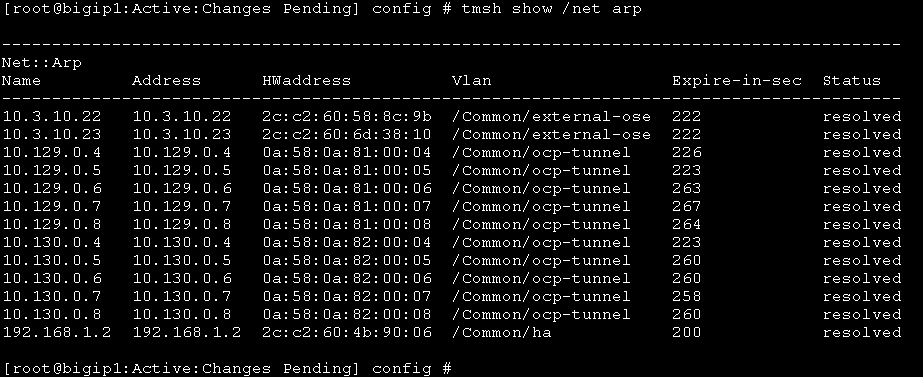 [root@bigip1:Active:Changes Pending] config # tmsh show /net arp
------------------------------------------------------------------------------------------
Net::Arp
Name         Address      HWaddress          Vlan                  Expire-in-sec  Status
------------------------------------------------------------------------------------------
10.3.10.22   10.3.10.22   2c:c2:60:58:8c:9b  /Common/external-ose  222            resolved
10.3.10.23   10.3.10.23   2c:c2:60:6d:38:10  /Common/external-ose  222            resolved
10.129.0.4   10.129.0.4   0a:58:0a:81:00:04  /Common/ocp-tunnel    226            resolved
10.129.0.5   10.129.0.5   0a:58:0a:81:00:05  /Common/ocp-tunnel    223            resolved
10.129.0.6   10.129.0.6   0a:58:0a:81:00:06  /Common/ocp-tunnel    263            resolved
10.129.0.7   10.129.0.7   0a:58:0a:81:00:07  /Common/ocp-tunnel    267            resolved
10.129.0.8   10.129.0.8   0a:58:0a:81:00:08  /Common/ocp-tunnel    264            resolved
10.130.0.4   10.130.0.4   0a:58:0a:82:00:04  /Common/ocp-tunnel    223            resolved
10.130.0.5   10.130.0.5   0a:58:0a:82:00:05  /Common/ocp-tunnel    260            resolved
10.130.0.6   10.130.0.6   0a:58:0a:82:00:06  /Common/ocp-tunnel    260            resolved
10.130.0.7   10.130.0.7   0a:58:0a:82:00:07  /Common/ocp-tunnel    258            resolved
10.130.0.8   10.130.0.8   0a:58:0a:82:00:08  /Common/ocp-tunnel    260            resolved
192.168.1.2  192.168.1.2  2c:c2:60:4b:90:06  /Common/ha            200            resolved
[root@bigip1:Active:Changes Pending] config #